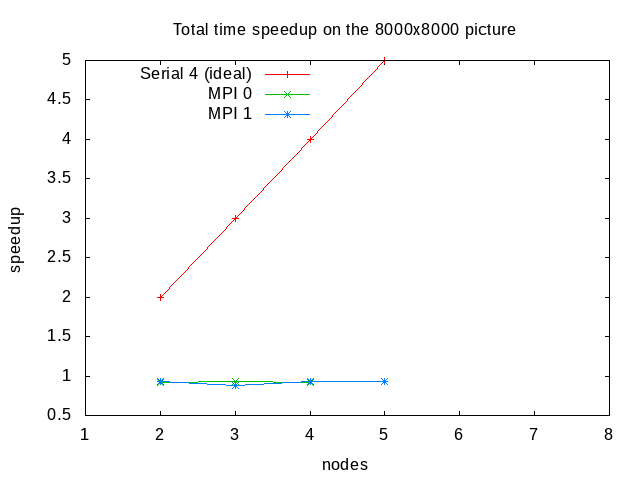 Total time speedup on the 8000x8000 picture
5
4.5
4
3.5
3
2.5
2
1.5
1
0.5
speedup
Serial 4 (ideal)
MPI 0
MPI 1
1 2 3 4 5 6 7 8
nodes